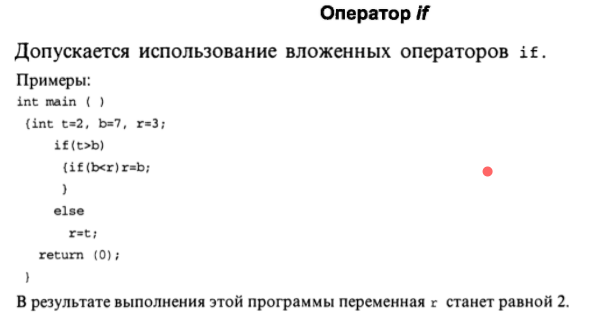 Оператор if
Допускается использование вложенных операторов if.
Примеры:
int main ( )
{int t=2, b=7, r=3;
if(t>b)
{if(b<r)r=b;
}
else
r=t;
return (0);
}
В результате выполнения этой программы переменная r станет равной 2.